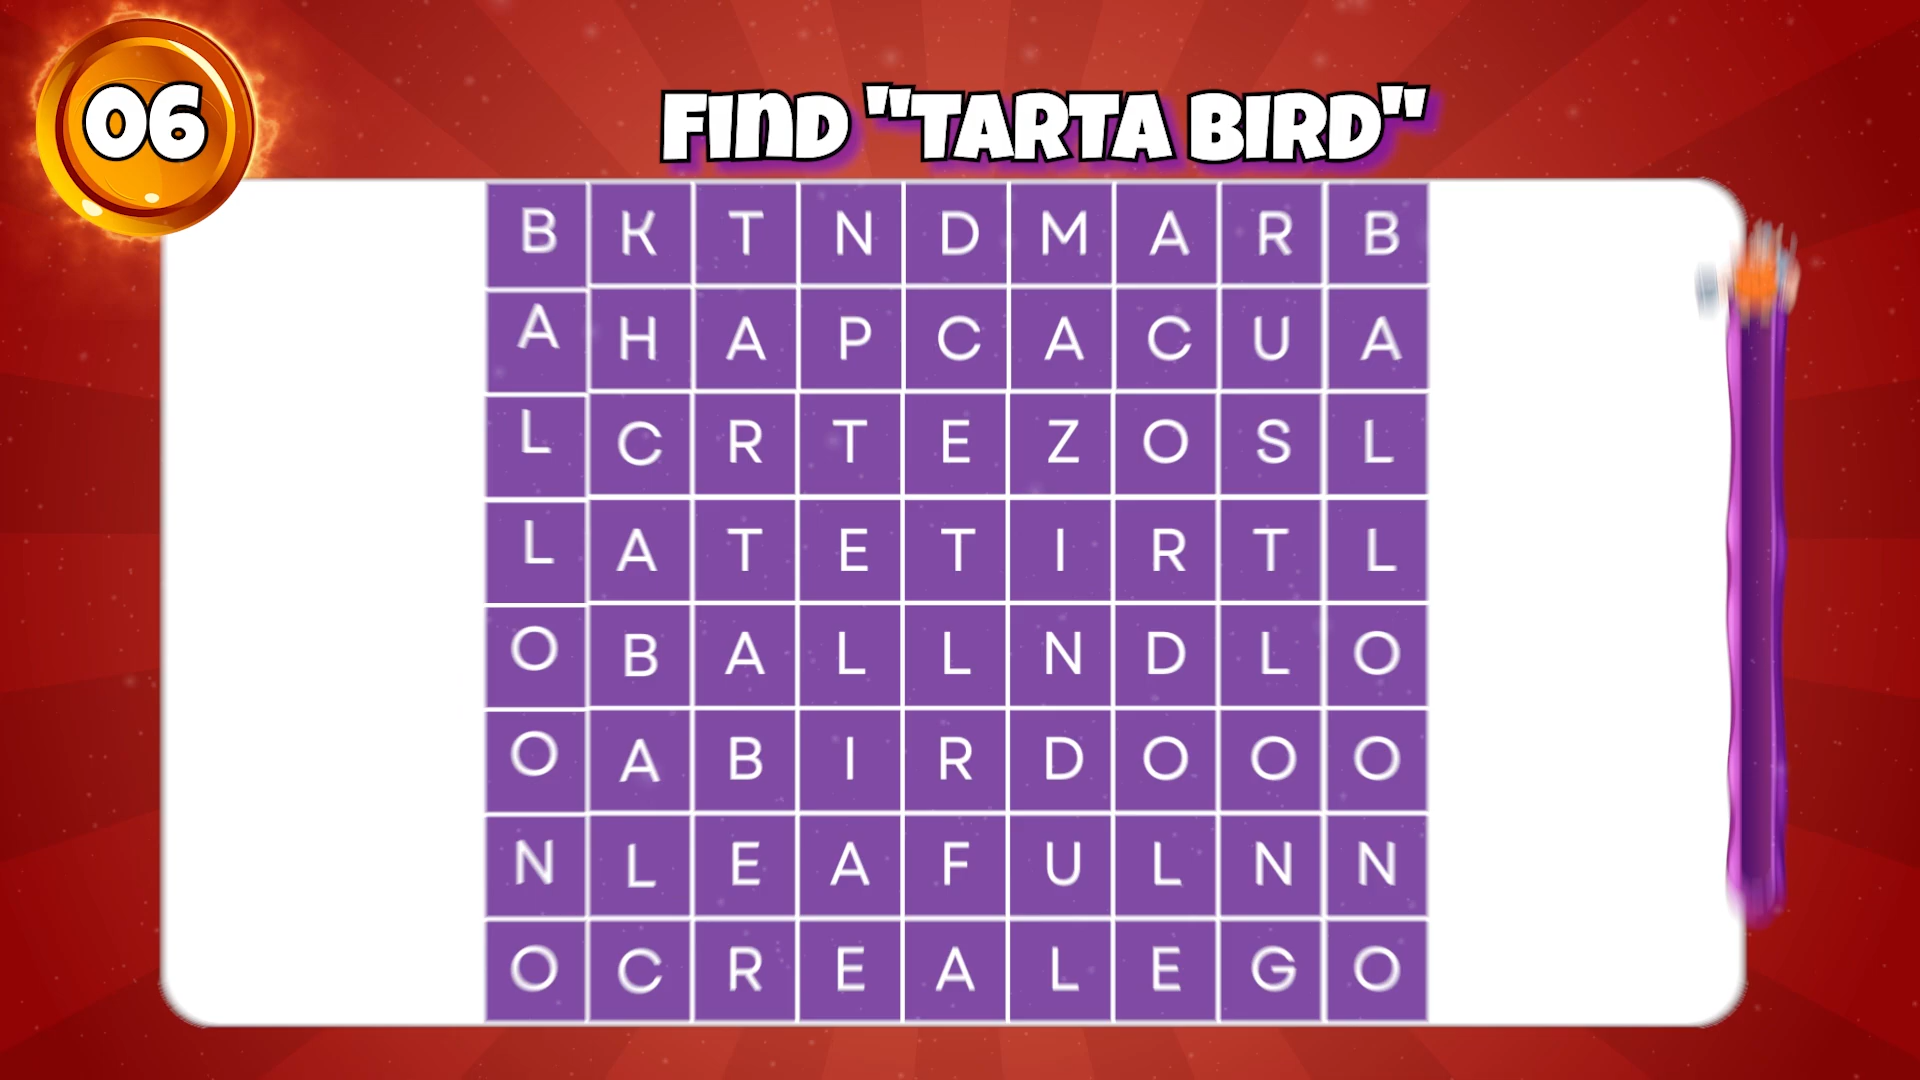 06
FIND "TARTA BIRD"
B K T N D M A R B
A H A P C A C U A
L C R T E Z O S L
L A T E T I R T L
O B A L L N D L O
O A B I R D O O O
N L E A F U L N N
O C R E A L E G O